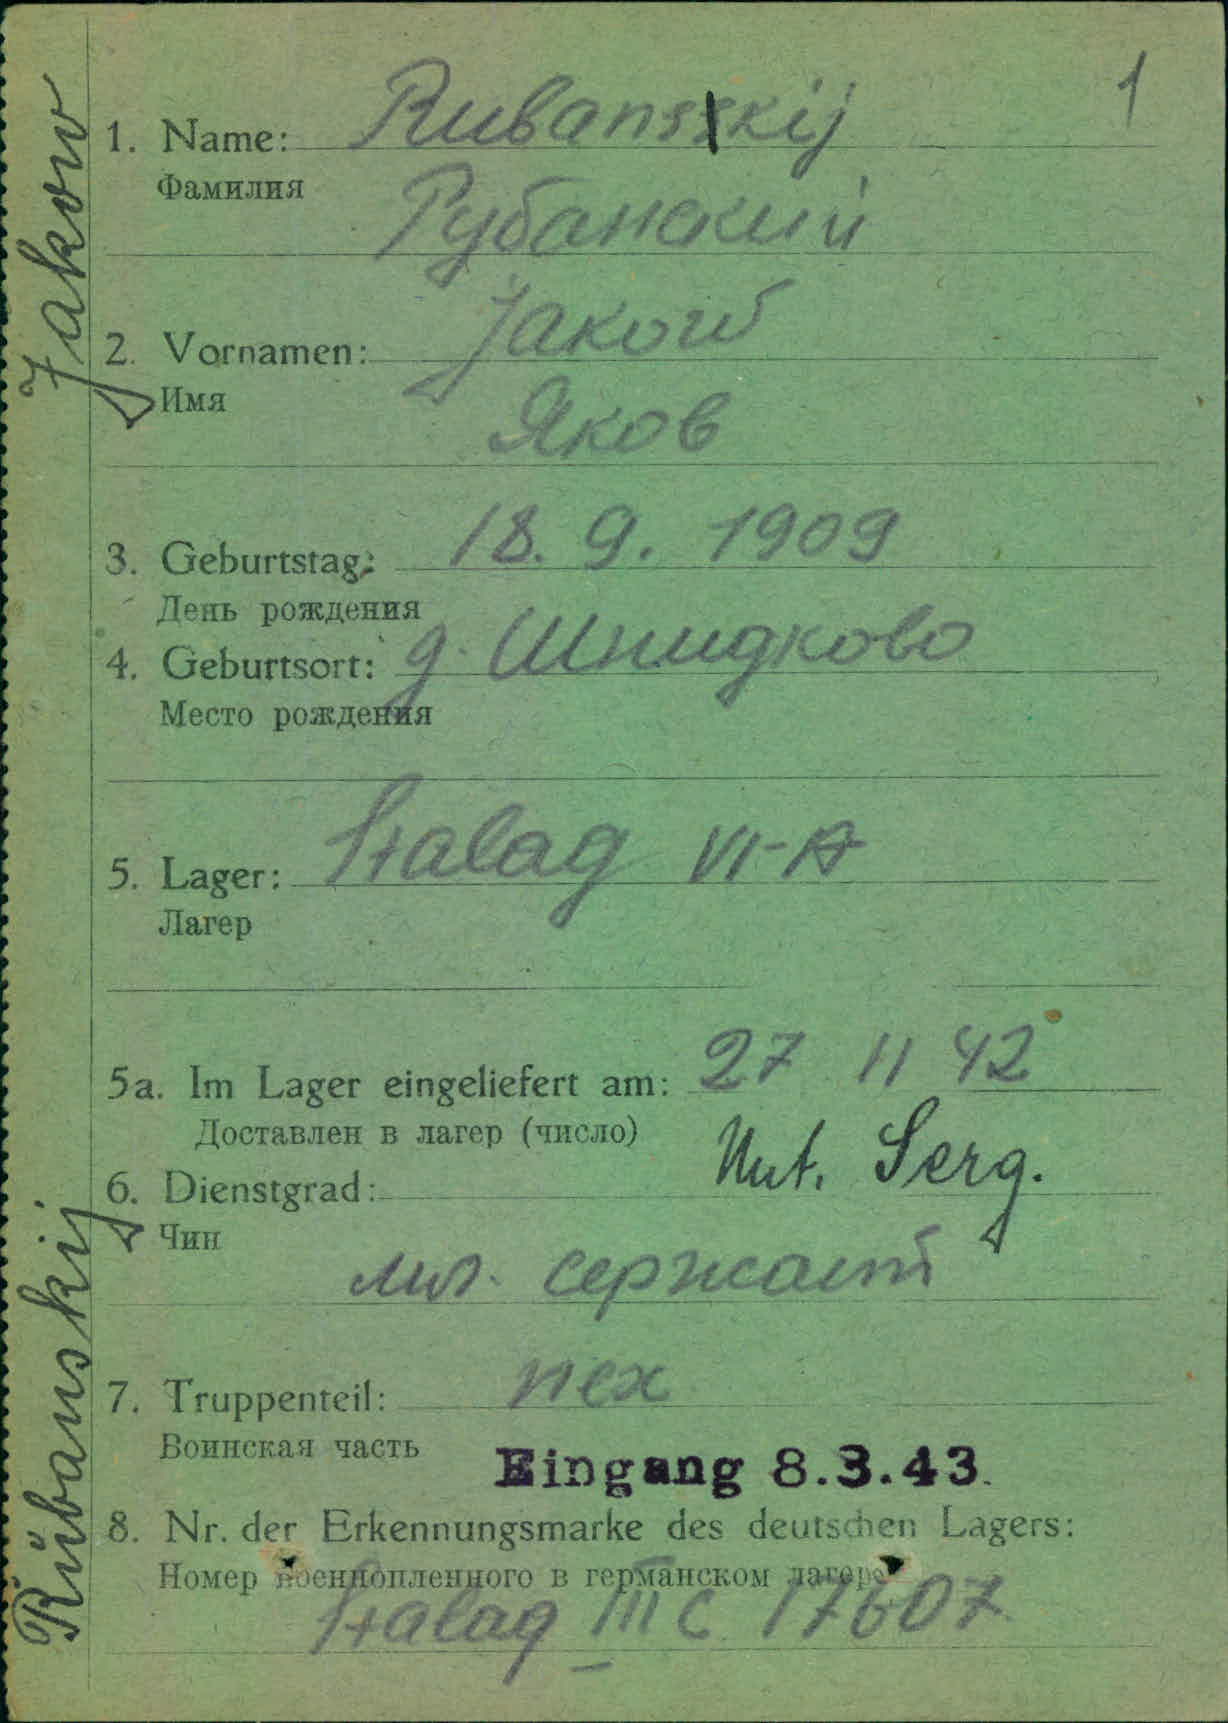 1
1. Name: Rubanskij
Фамилия
Рубанский
2. Vornamen: Jakow
Имя
Яков
3. Geburtstag: 18. 9. 1909
День рождения
4. Geburtsort: д. Шпидково
Место рождения
5. Lager: Stalag VI-A
Лагер
5a. Im Lager eingeliefert am: 27 11 42
Доставлен в лагер (число)
6. Dienstgrad: Unt. Serg.
Чин
мл. сержант
7. Truppenteil: пех
Воинская часть
Eingang 8.3.43.
8. Nr. der Erkennungsmarke des deutschen Lagers:
Номер военнопленного в германском лагере
Stalag III C 17607
Rubanskij Jakow